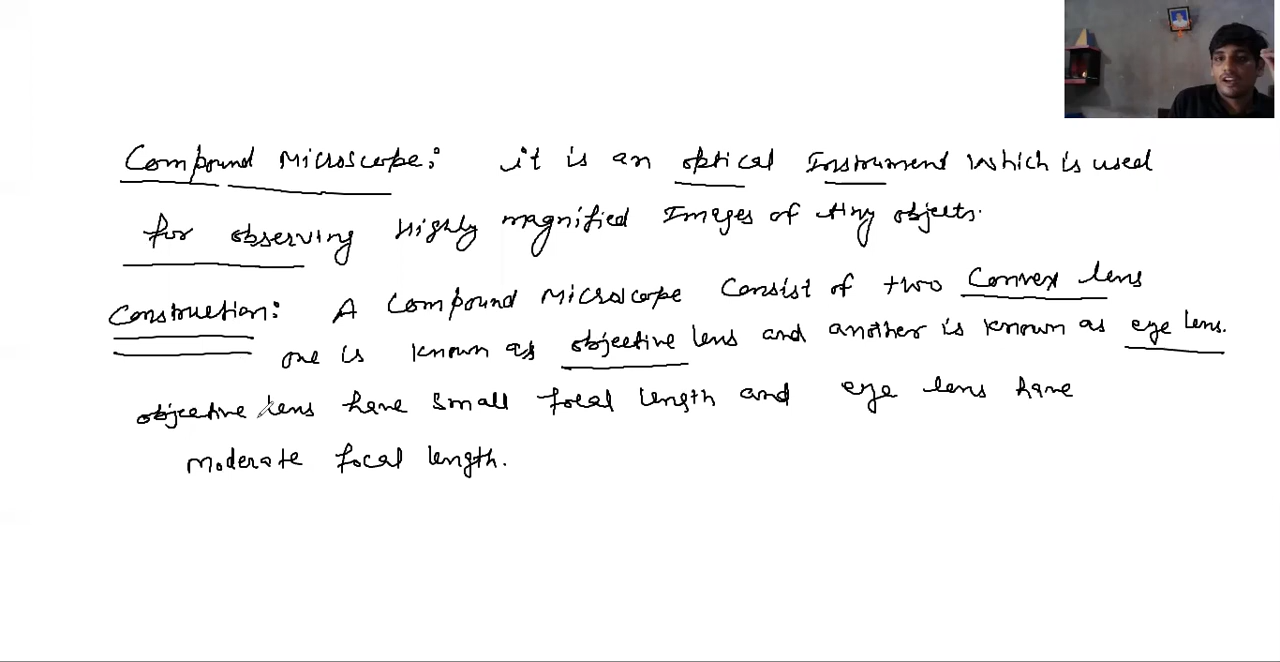 Compound Microscope: it is an optical Instrument which is used
for observing Highly magnified Images of tiny objects.
Construction: A Compound Microscope Consist of two Convex lens
one is known as objective lens and another is known as eye lens.
objective lens have small focal length and eye lens have
moderate focal length.